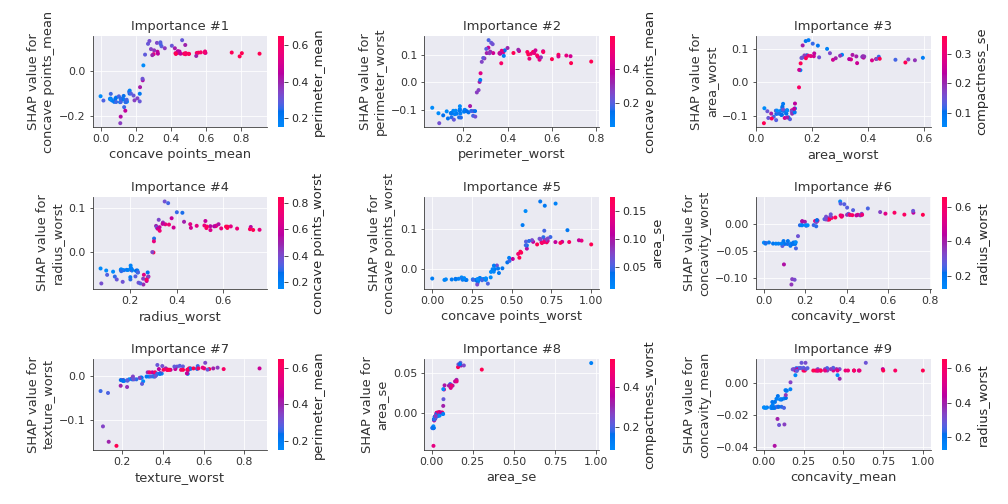 Importance #1
SHAP value for
concave points_mean
0.0
−0.2
0.0 0.2 0.4 0.6 0.8
concave points_mean
0.6
0.4
0.2
perimeter_mean
Importance #2
SHAP value for
perimeter_worst
0.1
0.0
−0.1
0.2 0.4 0.6 0.8
perimeter_worst
0.4
0.2
concave points_mean
Importance #3
SHAP value for
area_worst
0.1
0.0
−0.1
0.0 0.2 0.4 0.6
area_worst
0.3
0.2
0.1
compactness_se
Importance #4
SHAP value for
radius_worst
0.1
0.0
0.2 0.4 0.6
radius_worst
0.8
0.6
0.4
0.2
concave points_worst
Importance #5
SHAP value for
concave points_worst
0.1
0.0
0.00 0.25 0.50 0.75 1.00
concave points_worst
0.15
0.10
0.05
area_se
Importance #6
SHAP value for
concavity_worst
0.00
−0.05
−0.10
0.0 0.2 0.4 0.6 0.8
concavity_worst
0.6
0.4
0.2
radius_worst
Importance #7
SHAP value for
texture_worst
0.0
−0.1
0.2 0.4 0.6 0.8
texture_worst
0.6
0.4
0.2
perimeter_mean
Importance #8
SHAP value for
area_se
0.05
0.00
0.00 0.25 0.50 0.75 1.00
area_se
0.4
0.2
compactness_worst
Importance #9
SHAP value for
concavity_mean
0.00
−0.02
−0.04
0.00 0.25 0.50 0.75 1.00
concavity_mean
0.6
0.4
0.2
radius_worst